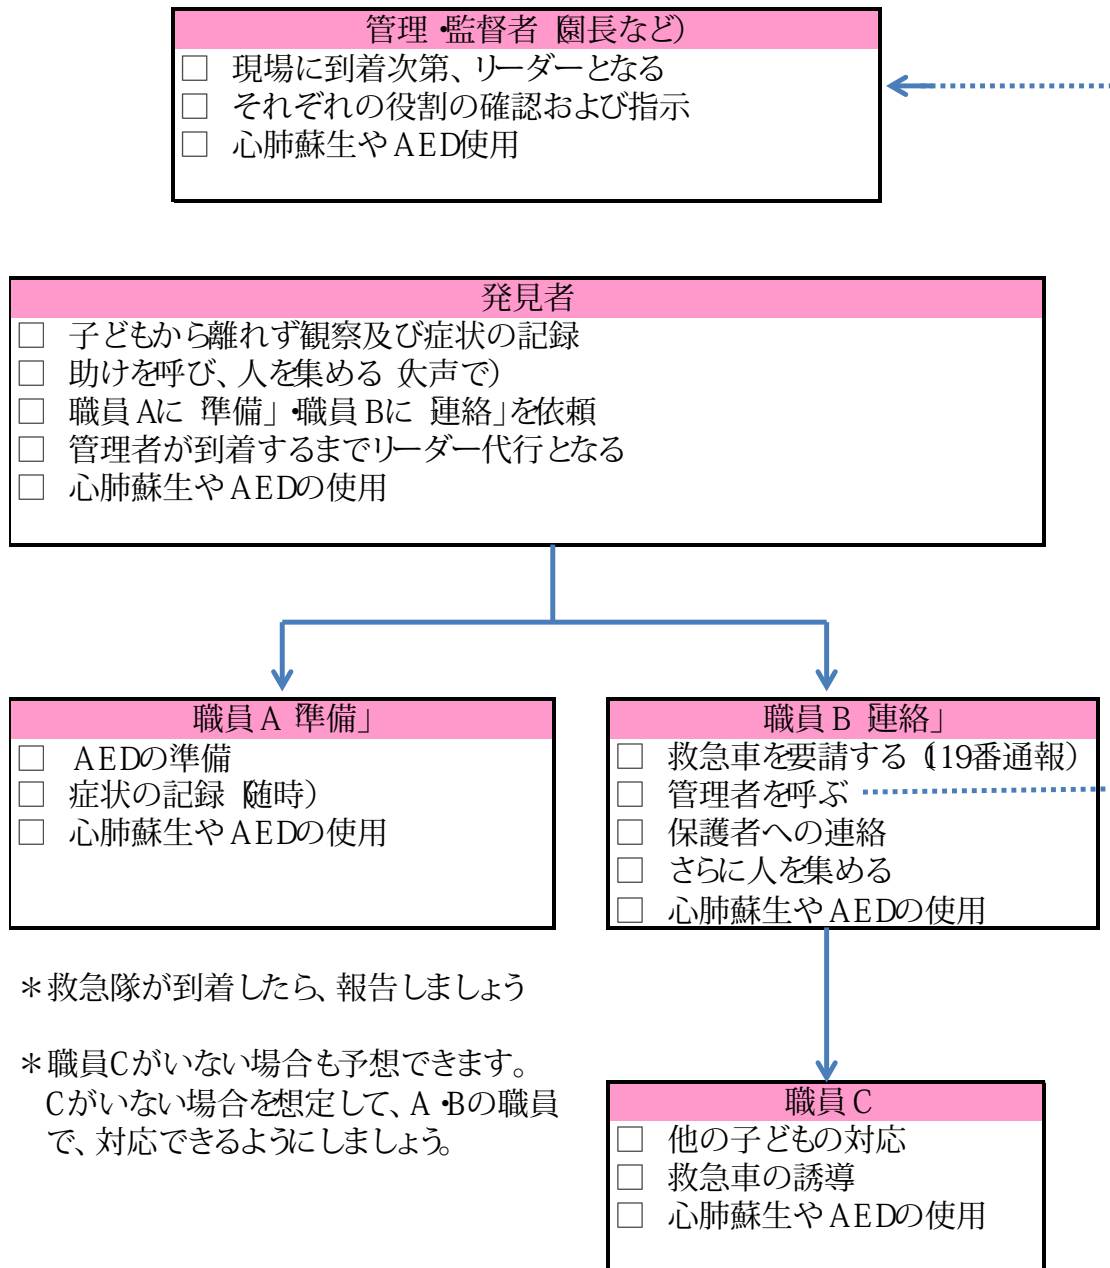 管理・監督者（園長など）
□ 現場に到着次第、リーダーとなる
□ それぞれの役割の確認および指示
□ 心肺蘇生やAED使用
発見者
□ 子どもから離れず観察及び症状の記録
□ 助けを呼び、人を集める（大声で）
□ 職員Aに「準備」・職員Bに「連絡」を依頼
□ 管理者が到着するまでリーダー代行となる
□ 心肺蘇生やAEDの使用
職員A「準備」
□ AEDの準備
□ 症状の記録（随時）
□ 心肺蘇生やAEDの使用
職員B「連絡」
□ 救急車を要請する（119番通報）
□ 管理者を呼ぶ
□ 保護者への連絡
□ さらに人を集める
□ 心肺蘇生やAEDの使用
＊救急隊が到着したら、報告しましょう
＊職員Cがいない場合も予想できます。
Cがいない場合を想定して、A・Bの職員
で、対応できるようにしましょう。
職員C
□ 他の子どもの対応
□ 救急車の誘導
□ 心肺蘇生やAEDの使用